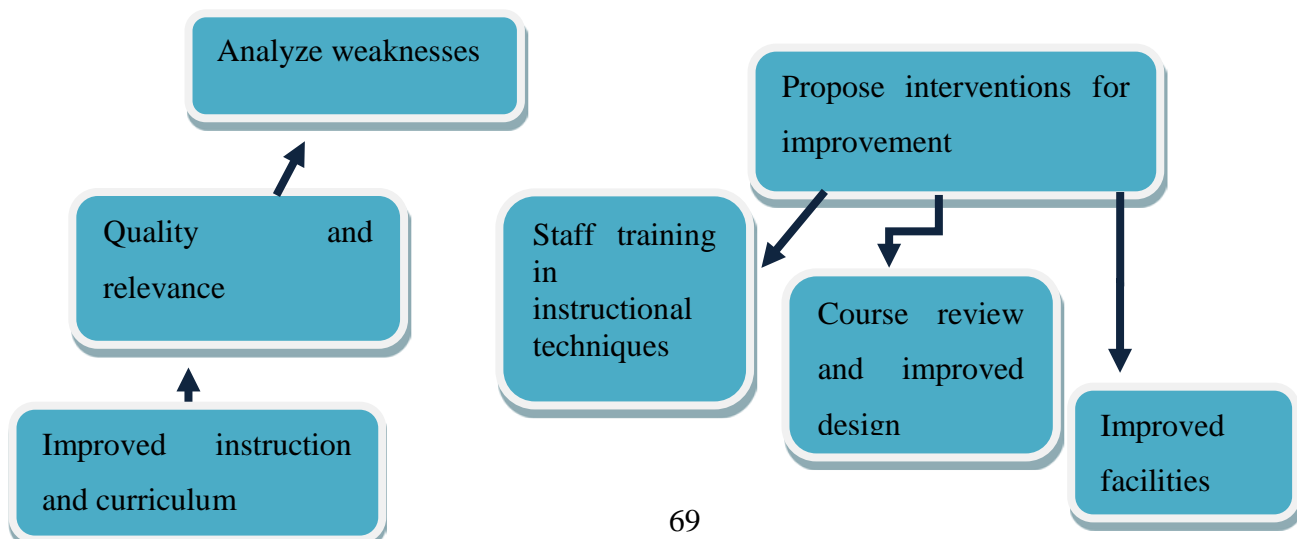 Analyze weaknesses
Propose interventions for
improvement
Quality and
relevance
Staff training
in
instructional
techniques
Course review
and improved
design
Improved instruction
and curriculum
Improved
facilities
69